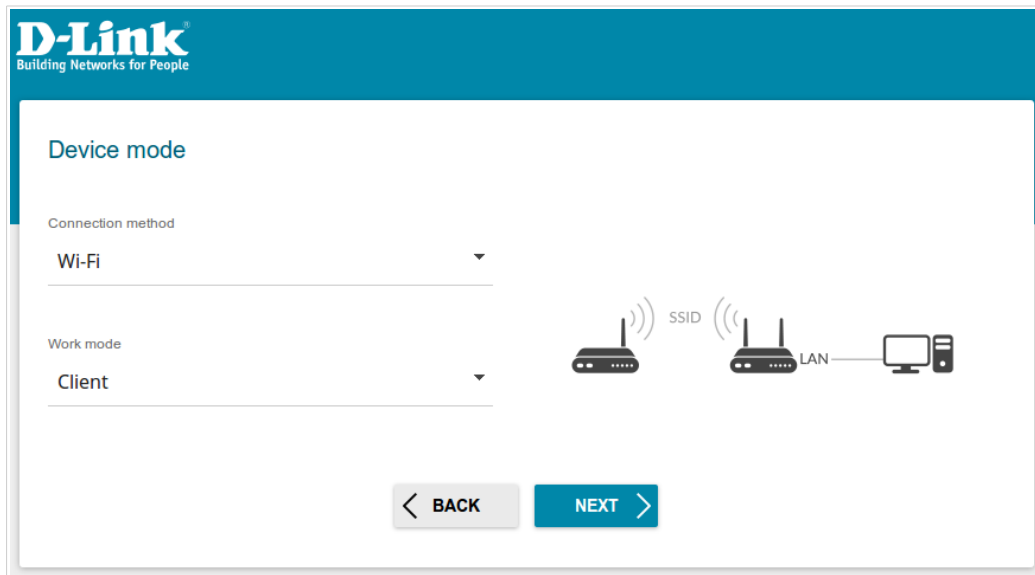 D-Link®
Building Networks for People
Device mode
Connection method
Wi-Fi
Work mode
Client
SSID
LAN
BACK
NEXT